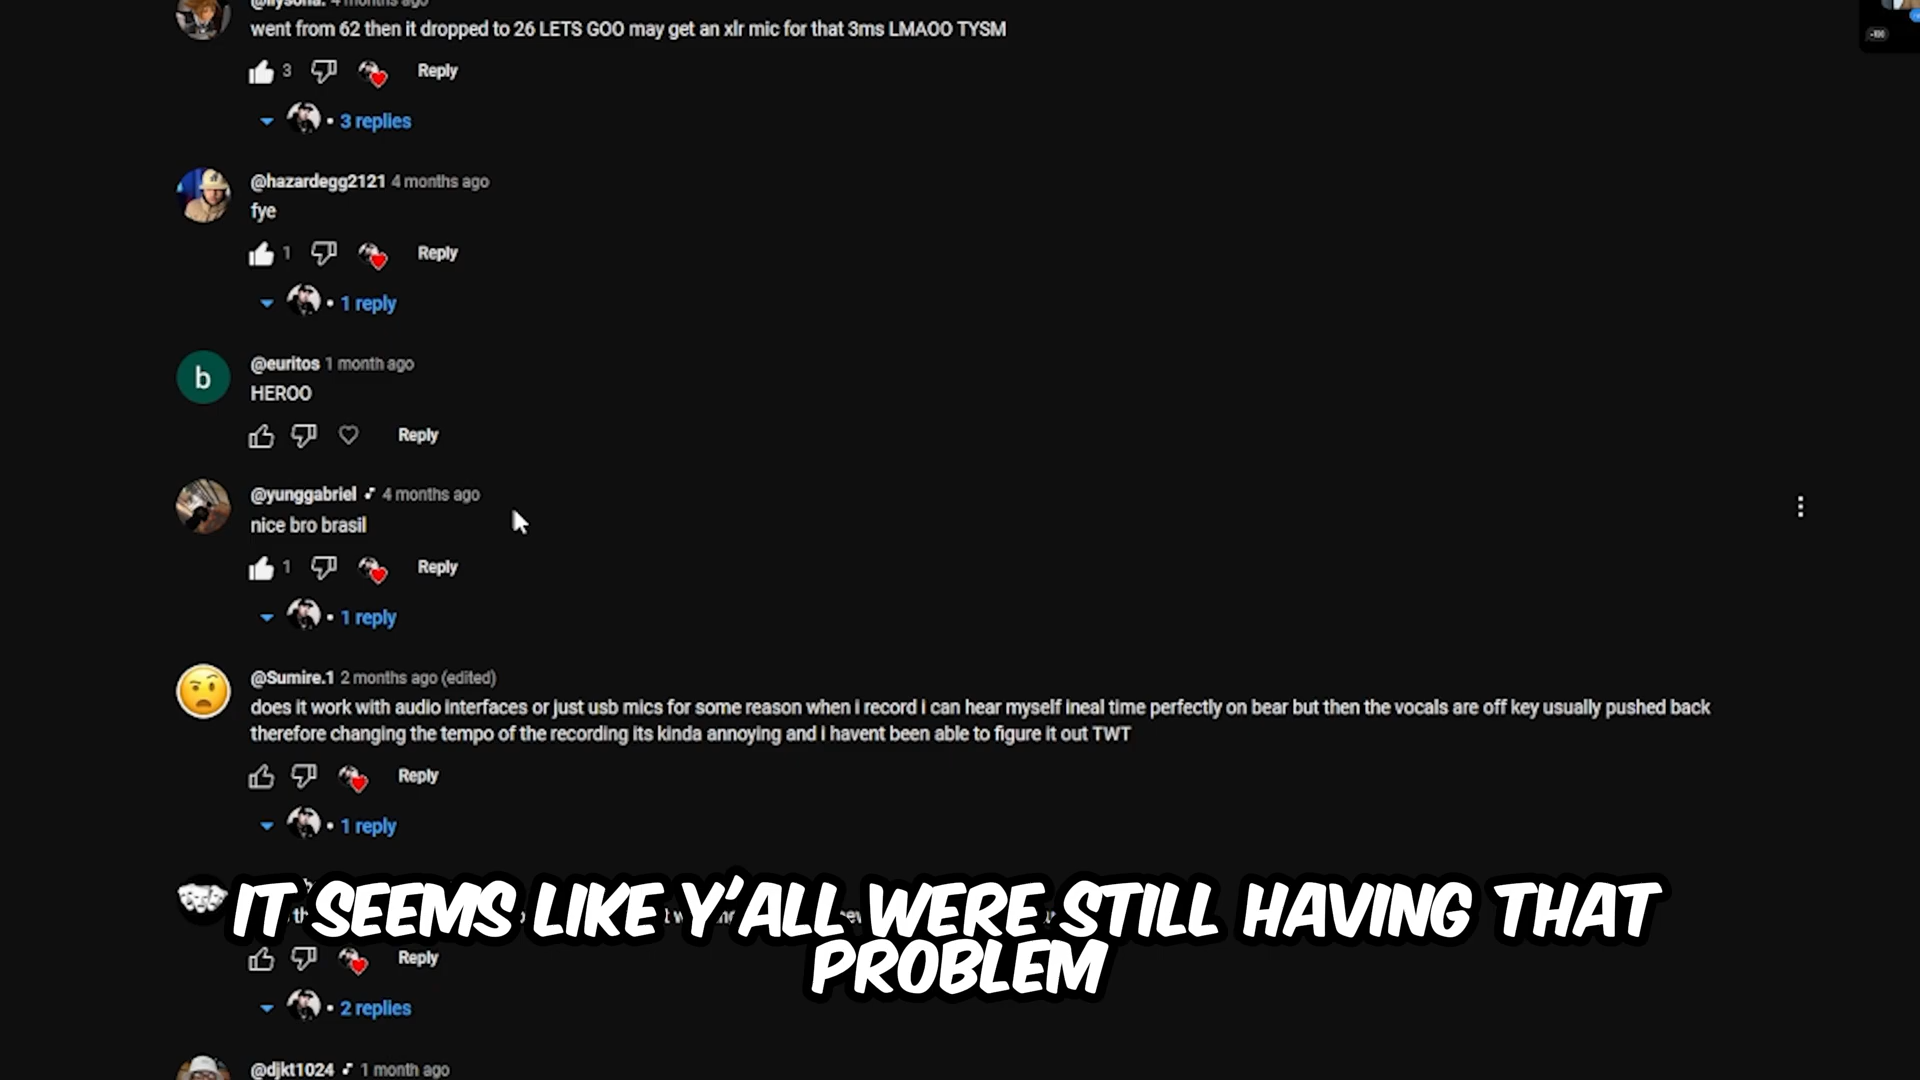 4 months ago
went from 62 then it dropped to 26 LETS GOO may get an xlr mic for that 3ms LMAOO TYSM
3 Reply
• 3 replies
@hazardegg2121 4 months ago
fye
1 Reply
• 1 reply
@euritos 1 month ago
b
HEROO
Reply
@yunggabriel 4 months ago
nice bro brasil
1 Reply
• 1 reply
@Sumire.1 2 months ago (edited)
does it work with audio interfaces or just usb mics for some reason when i record i can hear myself ineal time perfectly on bear but then the vocals are off key usually pushed back
therefore changing the tempo of the recording its kinda annoying and i havent been able to figure it out TWT
Reply
• 1 reply
IT SEEMS LIKE Y'ALL WERE STILL HAVING THAT
PROBLEM
Reply
• 2 replies
@djkt1024 1 month ago